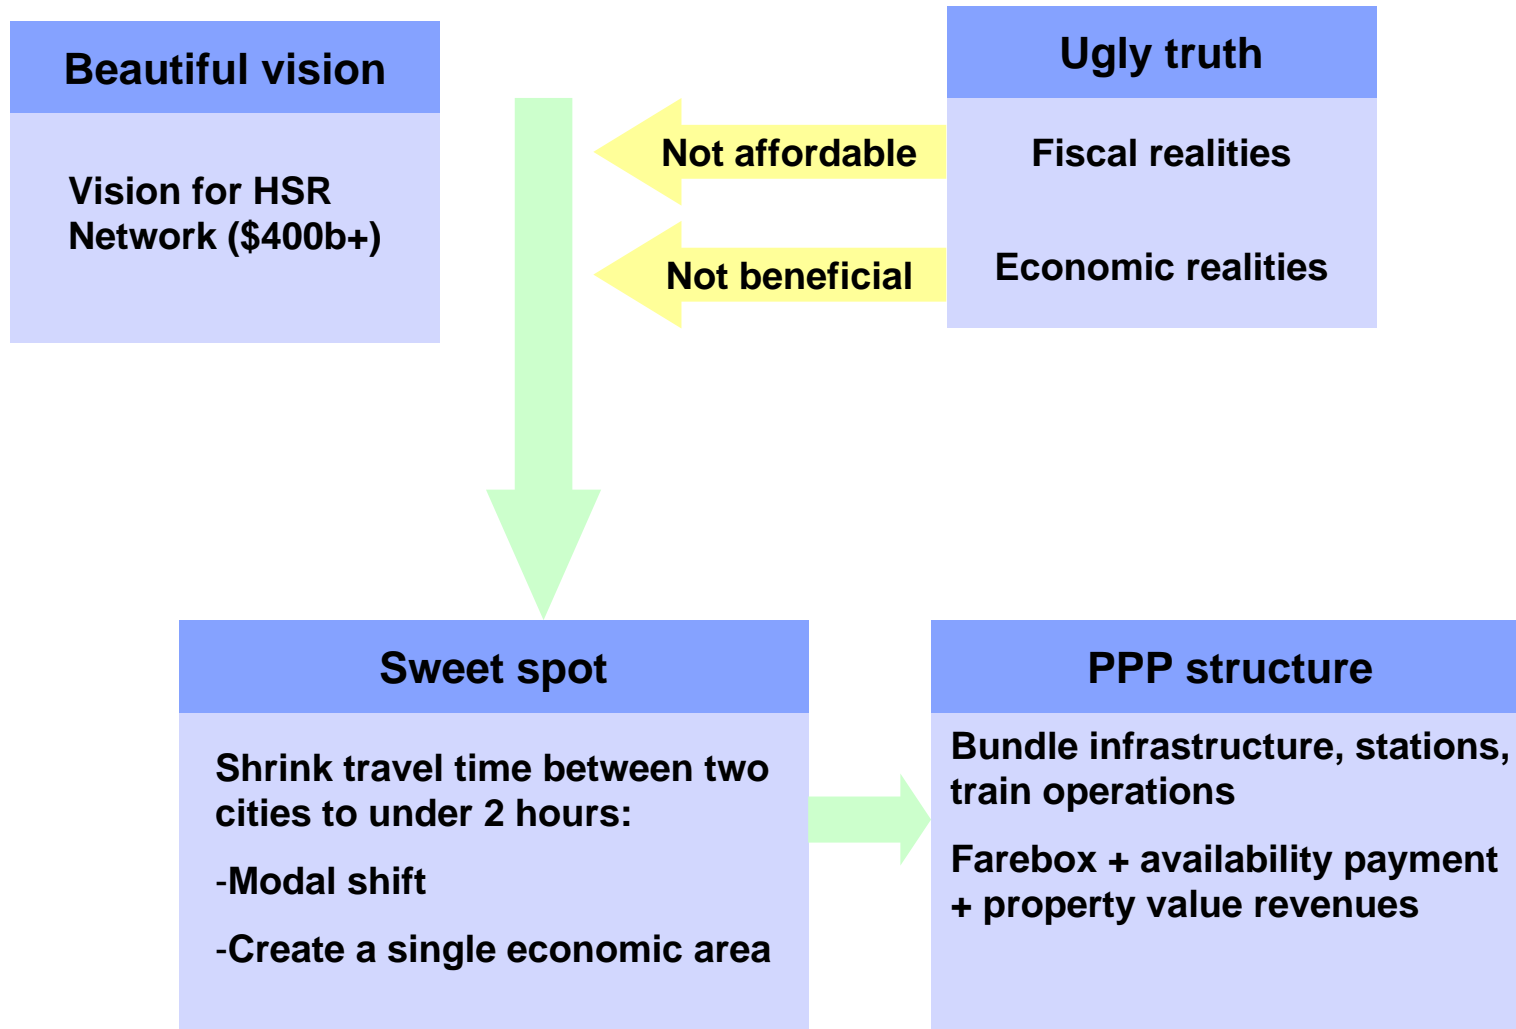 Beautiful vision
Vision for HSR
Network ($400b+)
Ugly truth
Not affordable
Fiscal realities
Not beneficial
Economic realities
Sweet spot
Shrink travel time between two
cities to under 2 hours:
-Modal shift
-Create a single economic area
PPP structure
Bundle infrastructure, stations,
train operations
Farebox + availability payment
+ property value revenues